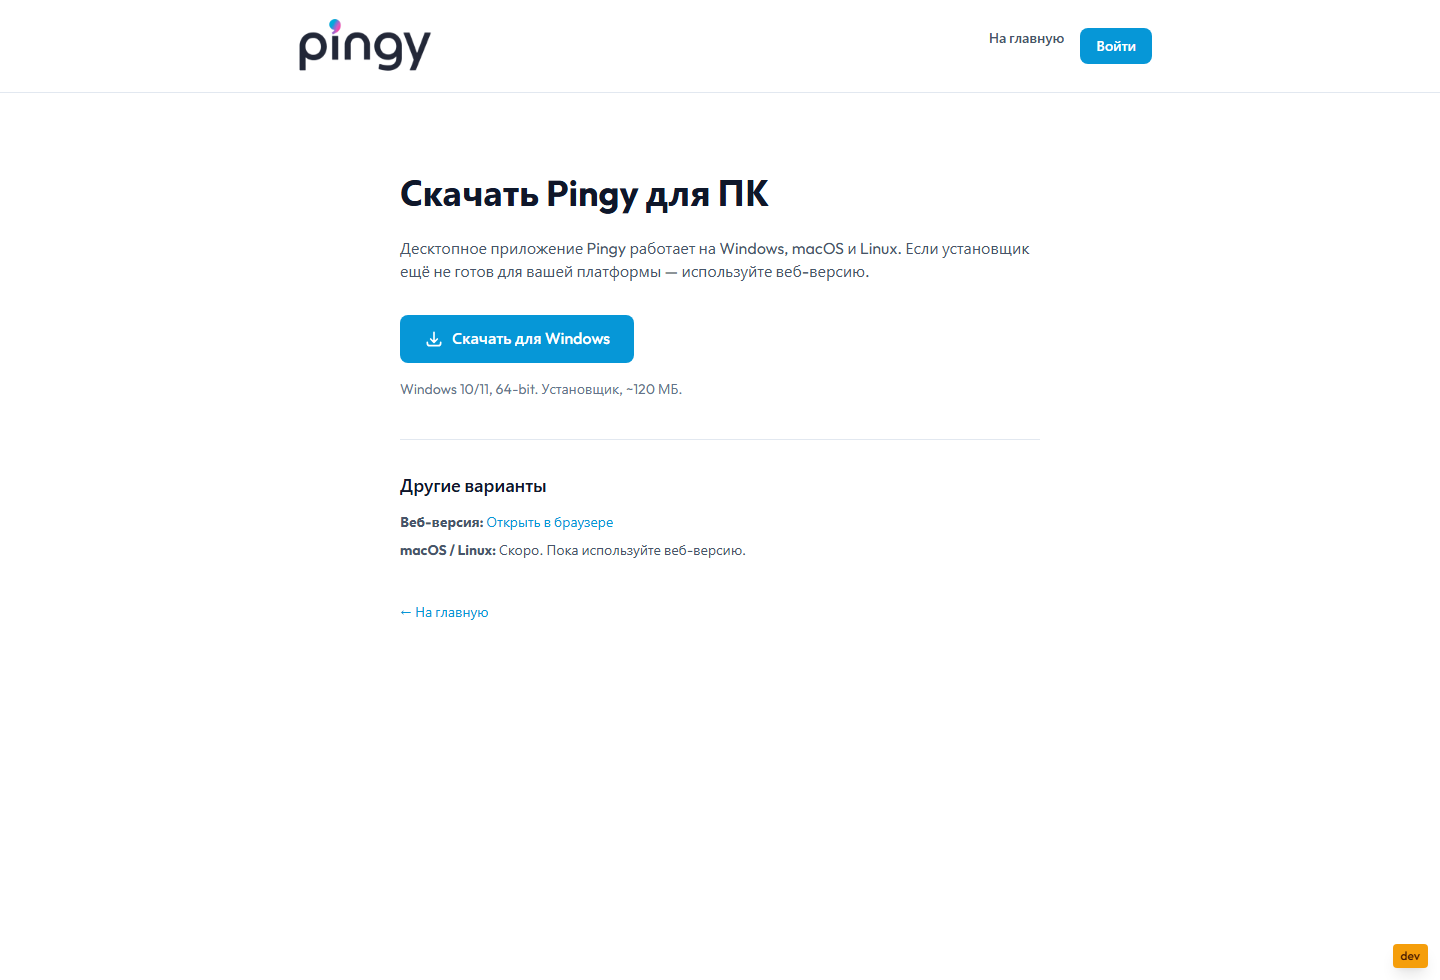 pingy
На главную
Войти
Скачать Pingy для ПК
Десктопное приложение Pingy работает на Windows, macOS и Linux. Если установщик
ещё не готов для вашей платформы — используйте веб-версию.
Скачать для Windows
Windows 10/11, 64-bit. Установщик, ~120 МБ.
Другие варианты
Веб-версия: Открыть в браузере
macOS / Linux: Скоро. Пока используйте веб-версию.
← На главную
dev